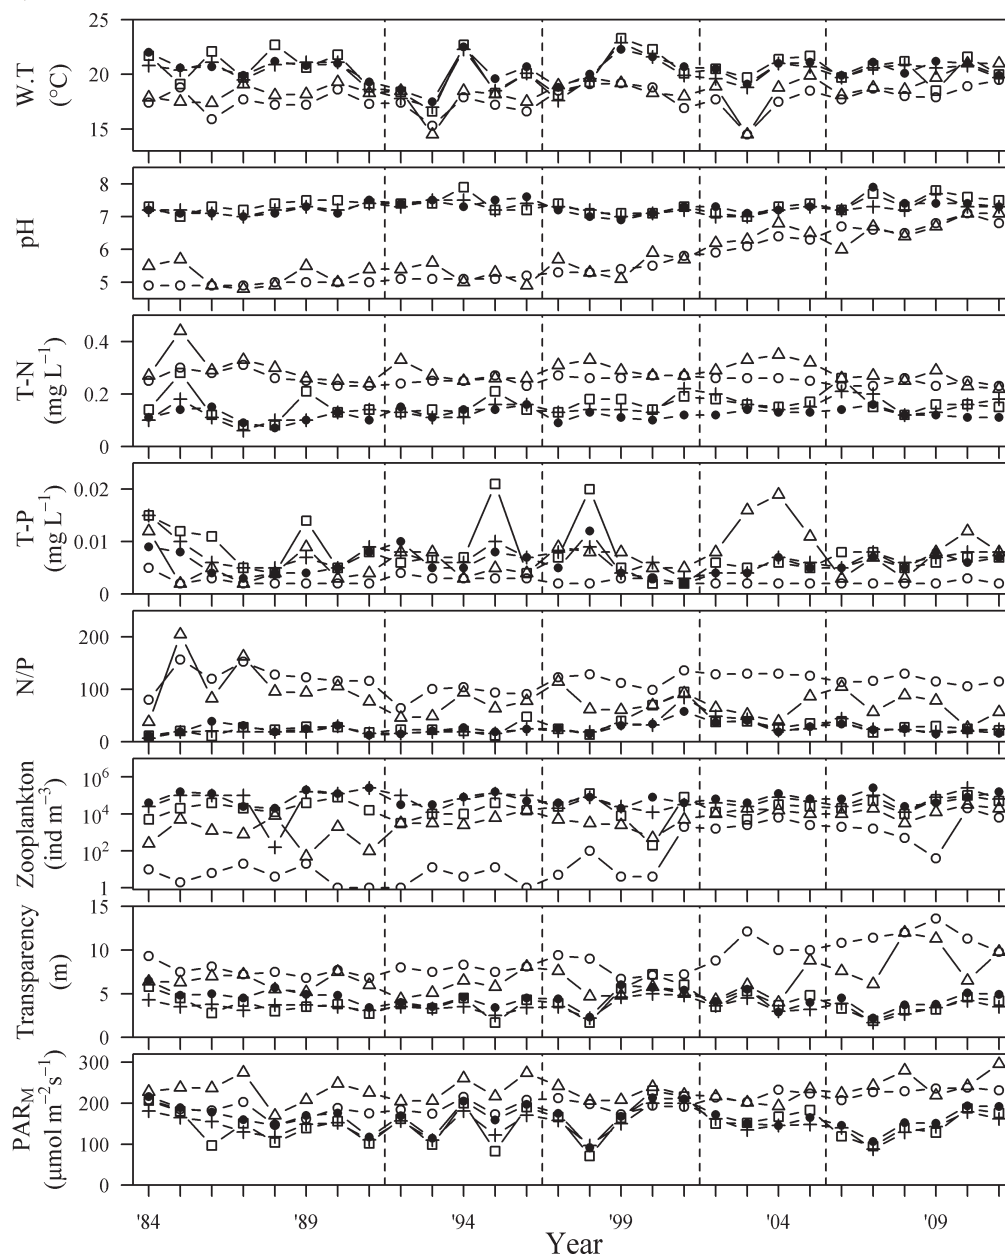 25
20
15
W.T
(°C)
8
7
6
5
pH
0.4
0.2
0
T-N
(mg L⁻¹)
0.02
0.01
0
T-P
(mg L⁻¹)
200
100
0
N/P
10⁶
10⁴
10²
1
Zooplankton
(ind m⁻³)
15
10
5
0
Transparency
(m)
300
200
100
0
PAR_M
(μmol m⁻²s⁻¹)
'84 '89 '94 '99 '04 '09
Year